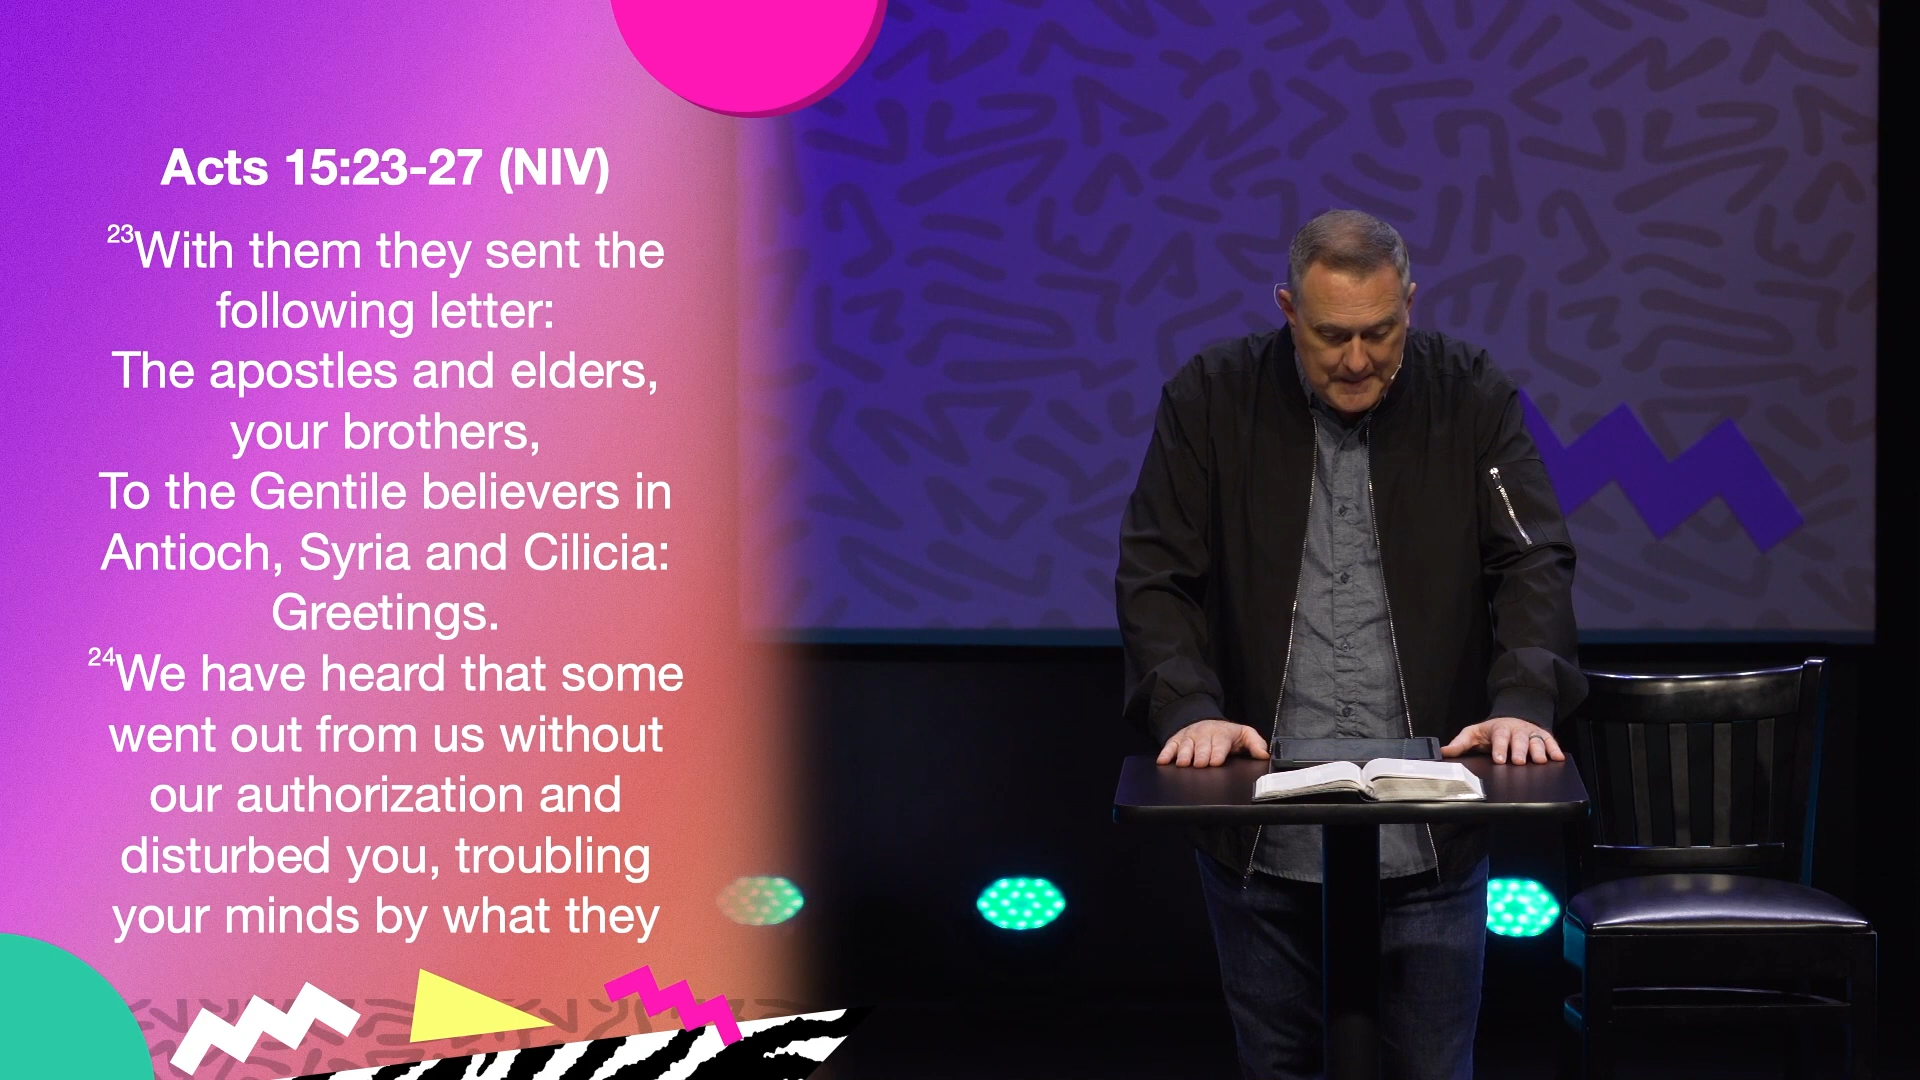 Acts 15:23-27 (NIV)
23With them they sent the
following letter:
The apostles and elders,
your brothers,
To the Gentile believers in
Antioch, Syria and Cilicia:
Greetings.
24We have heard that some
went out from us without
our authorization and
disturbed you, troubling
your minds by what they